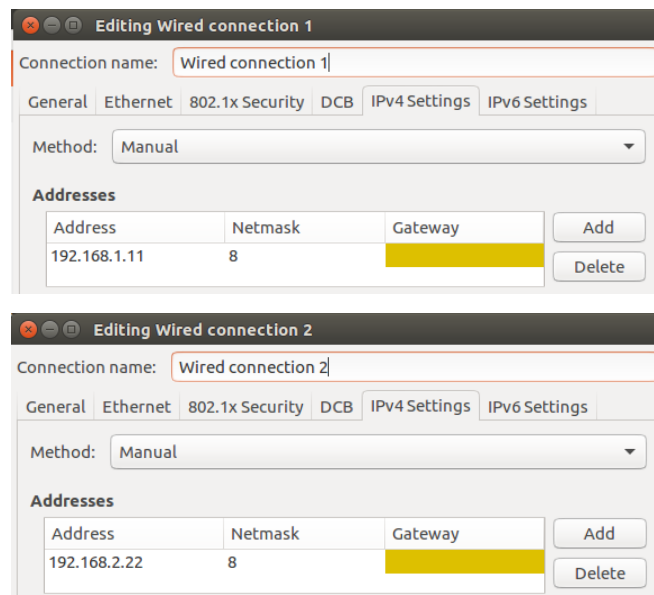 Editing Wired connection 1
Connection name: Wired connection 1
General Ethernet 802.1x Security DCB IPv4 Settings IPv6 Settings
Method: Manual
Addresses
Address Netmask Gateway Add
192.168.1.11 8 Delete
Editing Wired connection 2
Connection name: Wired connection 2
General Ethernet 802.1x Security DCB IPv4 Settings IPv6 Settings
Method: Manual
Addresses
Address Netmask Gateway Add
192.168.2.22 8 Delete